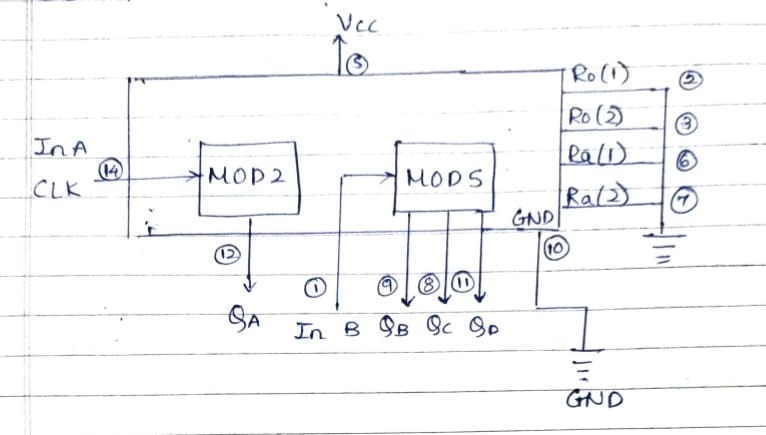 Vcc
5
Ro(1) 2
Ro(2) 3
Ra(1) 6
Ra(2) 7
In A
CLK
14
MOD2
MOD5
GND
10
12
1
9 8 11
QA
In B QB QC QD
GND